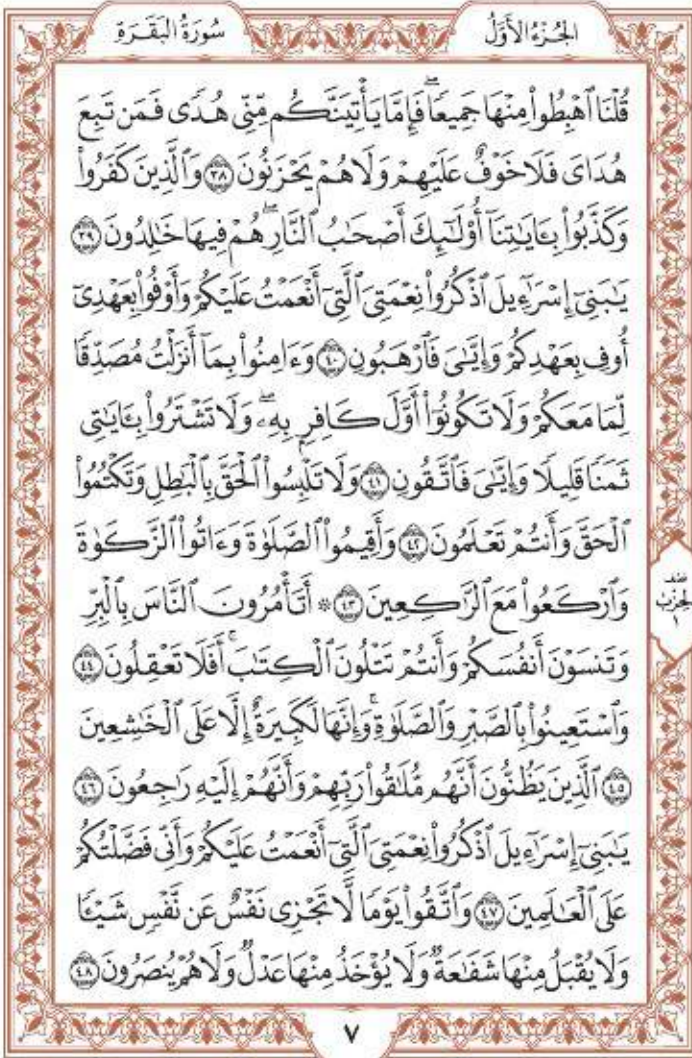 الجُزْءُ الأَوَّلُ
سُورَةُ البَقَرَةِ
قُلْنَا ٱهْبِطُوا۟ مِنْهَا جَمِيعًا ۖ فَإِمَّا يَأْتِيَنَّكُم مِّنِّى هُدًى فَمَن تَبِعَ
هُدَاىَ فَلَا خَوْفٌ عَلَيْهِمْ وَلَا هُمْ يَحْزَنُونَ ٣٨ وَٱلَّذِينَ كَفَرُوا۟
وَكَذَّبُوا۟ بِـَٔايَـٰتِنَآ أُو۟لَـٰٓئِكَ أَصْحَـٰبُ ٱلنَّارِ ۖ هُمْ فِيهَا خَـٰلِدُونَ ٣٩
يَـٰبَنِىٓ إِسْرَٰٓءِيلَ ٱذْكُرُوا۟ نِعْمَتِىَ ٱلَّتِىٓ أَنْعَمْتُ عَلَيْكُمْ وَأَوْفُوا۟ بِعَهْدِىٓ
أُوفِ بِعَهْدِكُمْ وَإِيَّـٰىَ فَٱرْهَبُونِ ٤٠ وَءَامِنُوا۟ بِمَآ أَنزَلْتُ مُصَدِّقًا
لِّمَا مَعَكُمْ وَلَا تَكُونُوٓا۟ أَوَّلَ كَافِرٍۭ بِهِۦ ۖ وَلَا تَشْتَرُوا۟ بِـَٔايَـٰتِى
ثَمَنًا قَلِيلًا وَإِيَّـٰىَ فَٱتَّقُونِ ٤١ وَلَا تَلْبِسُوا۟ ٱلْحَقَّ بِٱلْبَـٰطِلِ وَتَكْتُمُوا۟
ٱلْحَقَّ وَأَنتُمْ تَعْلَمُونَ ٤٢ وَأَقِيمُوا۟ ٱلصَّلَوٰةَ وَءَاتُوا۟ ٱلزَّكَوٰةَ
وَٱرْكَعُوا۟ مَعَ ٱلرَّٰكِعِينَ ٤٣ ۞ أَتَأْمُرُونَ ٱلنَّاسَ بِٱلْبِرِّ
نصف
الحزب
١
وَتَنسَوْنَ أَنفُسَكُمْ وَأَنتُمْ تَتْلُونَ ٱلْكِتَـٰبَ ۚ أَفَلَا تَعْقِلُونَ ٤٤
وَٱسْتَعِينُوا۟ بِٱلصَّبْرِ وَٱلصَّلَوٰةِ ۚ وَإِنَّهَا لَكَبِيرَةٌ إِلَّا عَلَى ٱلْخَـٰشِعِينَ
٤٥ ٱلَّذِينَ يَظُنُّونَ أَنَّهُم مُّلَـٰقُوا۟ رَبِّهِمْ وَأَنَّهُمْ إِلَيْهِ رَٰجِعُونَ ٤٦
يَـٰبَنِىٓ إِسْرَٰٓءِيلَ ٱذْكُرُوا۟ نِعْمَتِىَ ٱلَّتِىٓ أَنْعَمْتُ عَلَيْكُمْ وَأَنِّى فَضَّلْتُكُمْ
عَلَى ٱلْعَـٰلَمِينَ ٤٧ وَٱتَّقُوا۟ يَوْمًا لَّا تَجْزِى نَفْسٌ عَن نَّفْسٍ شَيْـًٔا
وَلَا يُقْبَلُ مِنْهَا شَفَـٰعَةٌ وَلَا يُؤْخَذُ مِنْهَا عَدْلٌ وَلَا هُمْ يُنصَرُونَ ٤٨
٧